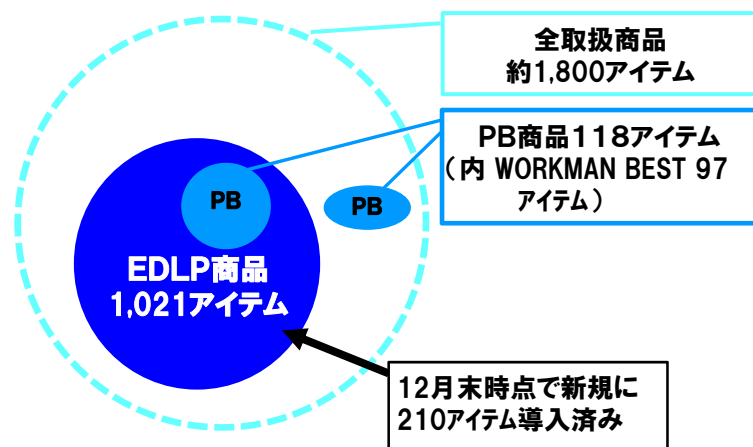 全取扱商品
約1,800アイテム
PB商品118アイテム
(内 WORKMAN BEST 97
アイテム)
PB
PB
EDLP商品
1,021アイテム
12月末時点で新規に
210アイテム導入済み